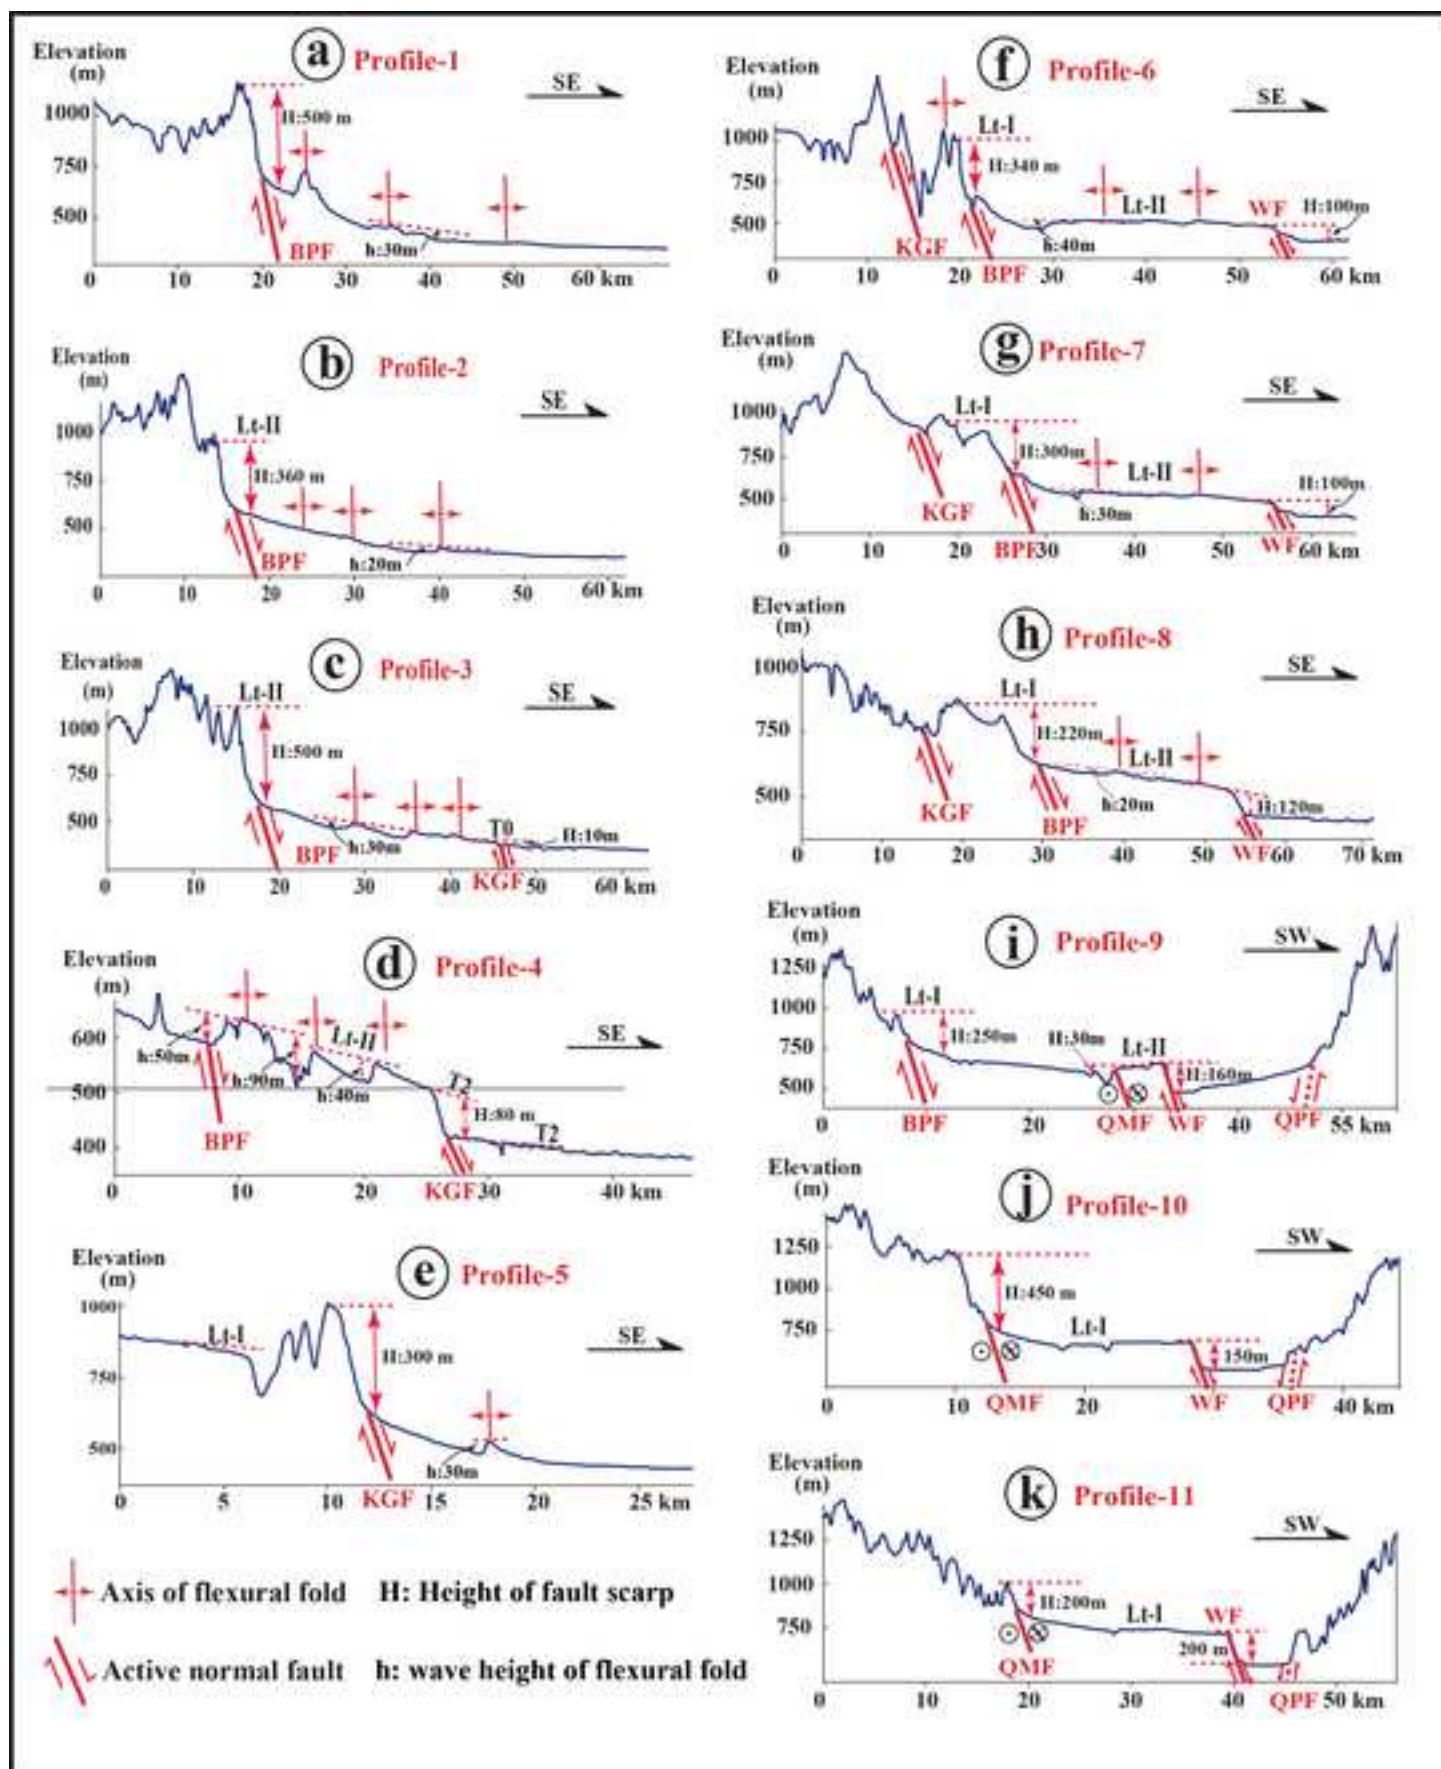 a Profile-1
Elevation
(m)
SE
1000
750
500
H:500 m
h:30m
BPF
0 10 20 30 40 50 60 km
b Profile-2
Elevation
(m)
SE
1000
750
500
Lt-II
H:360 m
BPF
h:20m
0 10 20 30 40 50 60 km
c Profile-3
Elevation
(m)
SE
1000
750
500
Lt-II
H:500 m
h:30m
T0
H:10m
BPF
KGF
0 10 20 30 40 50 60 km
d Profile-4
Elevation
(m)
SE
600
500
400
h:50m
h:90m
Lt-II
h:40m
T2
H:80 m
T2
BPF
KGF
0 10 20 30 40 km
e Profile-5
Elevation
(m)
SE
1000
750
500
Lt-I
H:300 m
h:30m
KGF
0 5 10 15 20 25 km
Axis of flexural fold H: Height of fault scarp
Active normal fault h: wave height of flexural fold
f Profile-6
Elevation
(m)
SE
1000
750
500
Lt-I
H:340 m
Lt-II
WF
H:100m
h:40m
KGF
BPF
0 10 20 30 40 50 60 km
g Profile-7
Elevation
(m)
SE
1000
750
500
Lt-I
H:300m
Lt-II
H:100m
h:30m
KGF
BPF
WF
0 10 20 30 40 50 60 km
h Profile-8
Elevation
(m)
SE
1000
750
500
Lt-I
H:220m
Lt-II
h:20m
H:120m
KGF
BPF
WF
0 10 20 30 40 50 60 70 km
i Profile-9
Elevation
(m)
SW
1250
1000
750
500
Lt-I
H:250m
H:30m
Lt-II
H:160m
BPF
QMF
WF
QPF
0 20 40 55 km
j Profile-10
Elevation
(m)
SW
1250
1000
750
H:450 m
Lt-I
150m
QMF
WF
QPF
0 10 20 40 km
k Profile-11
Elevation
(m)
SW
1250
1000
750
H:200m
Lt-I
WF
200 m
QMF
QPF
0 10 20 30 40 50 km